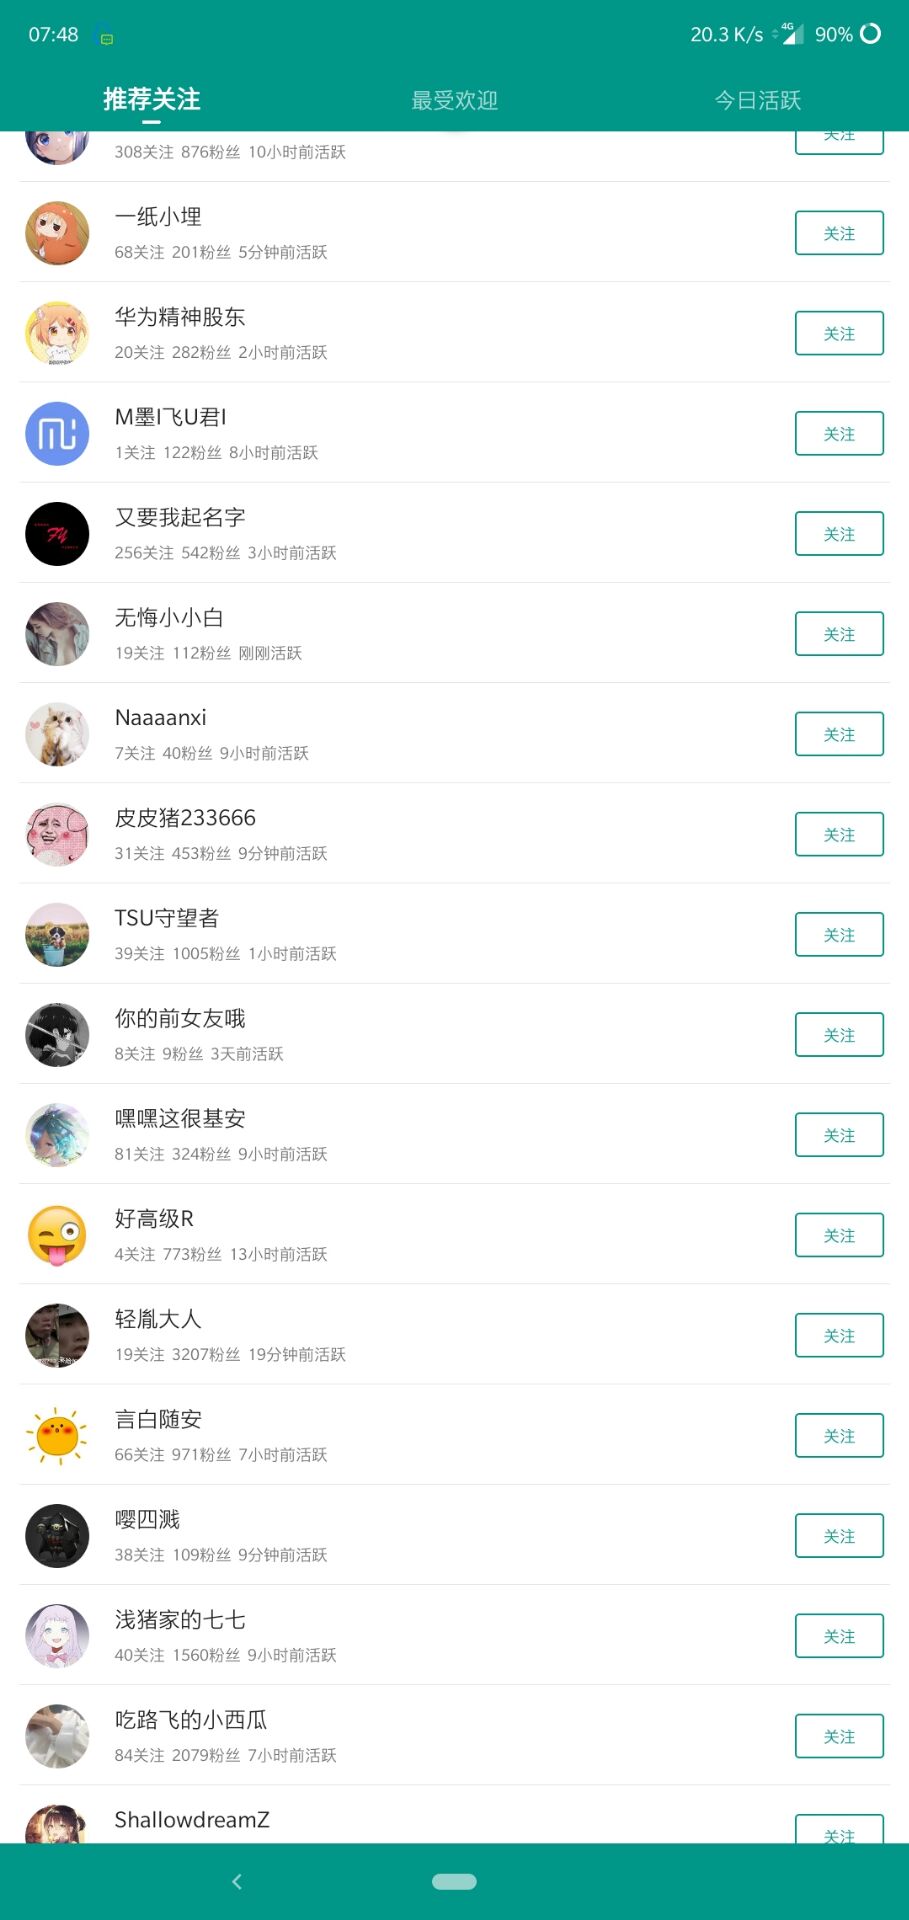 07:48
20.3 K/s 4G 90%
推荐关注 最受欢迎 今日活跃
308关注 876粉丝 10小时前活跃
关注
一纸小埋
68关注 201粉丝 5分钟前活跃
关注
华为精神股东
20关注 282粉丝 2小时前活跃
关注
M墨I飞U君I
1关注 122粉丝 8小时前活跃
关注
又要我起名字
256关注 542粉丝 3小时前活跃
关注
无悔小小白
19关注 112粉丝 刚刚活跃
关注
Naaaanxi
7关注 40粉丝 9小时前活跃
关注
皮皮猪233666
31关注 453粉丝 9分钟前活跃
关注
TSU守望者
39关注 1005粉丝 1小时前活跃
关注
你的前女友哦
8关注 9粉丝 3天前活跃
关注
嘿嘿这很基安
81关注 324粉丝 9小时前活跃
关注
好高级R
4关注 773粉丝 13小时前活跃
关注
轻胤大人
19关注 3207粉丝 19分钟前活跃
关注
言白随安
66关注 971粉丝 7小时前活跃
关注
嘤四溅
38关注 109粉丝 9分钟前活跃
关注
浅猪家的七七
40关注 1560粉丝 9小时前活跃
关注
吃路飞的小西瓜
84关注 2079粉丝 7小时前活跃
关注
ShallowdreamZ
关注